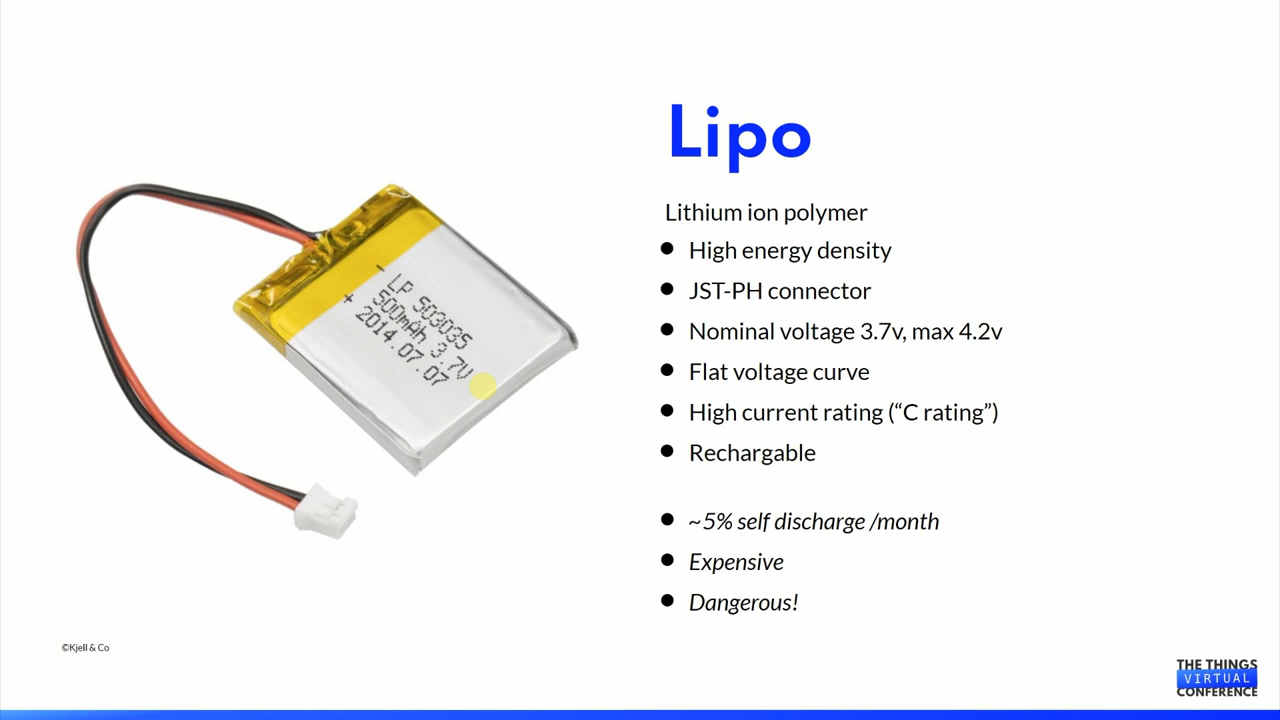 Lipo
Lithium ion polymer
High energy density
JST-PH connector
Nominal voltage 3.7v, max 4.2v
Flat voltage curve
High current rating (“C rating”)
Rechargable
~5% self discharge /month
Expensive
Dangerous!
-
LP 503035
+ 500mAh 3.7V
2014.07.07
©Kjell & Co
THE THINGS
VIRTUAL
CONFERENCE